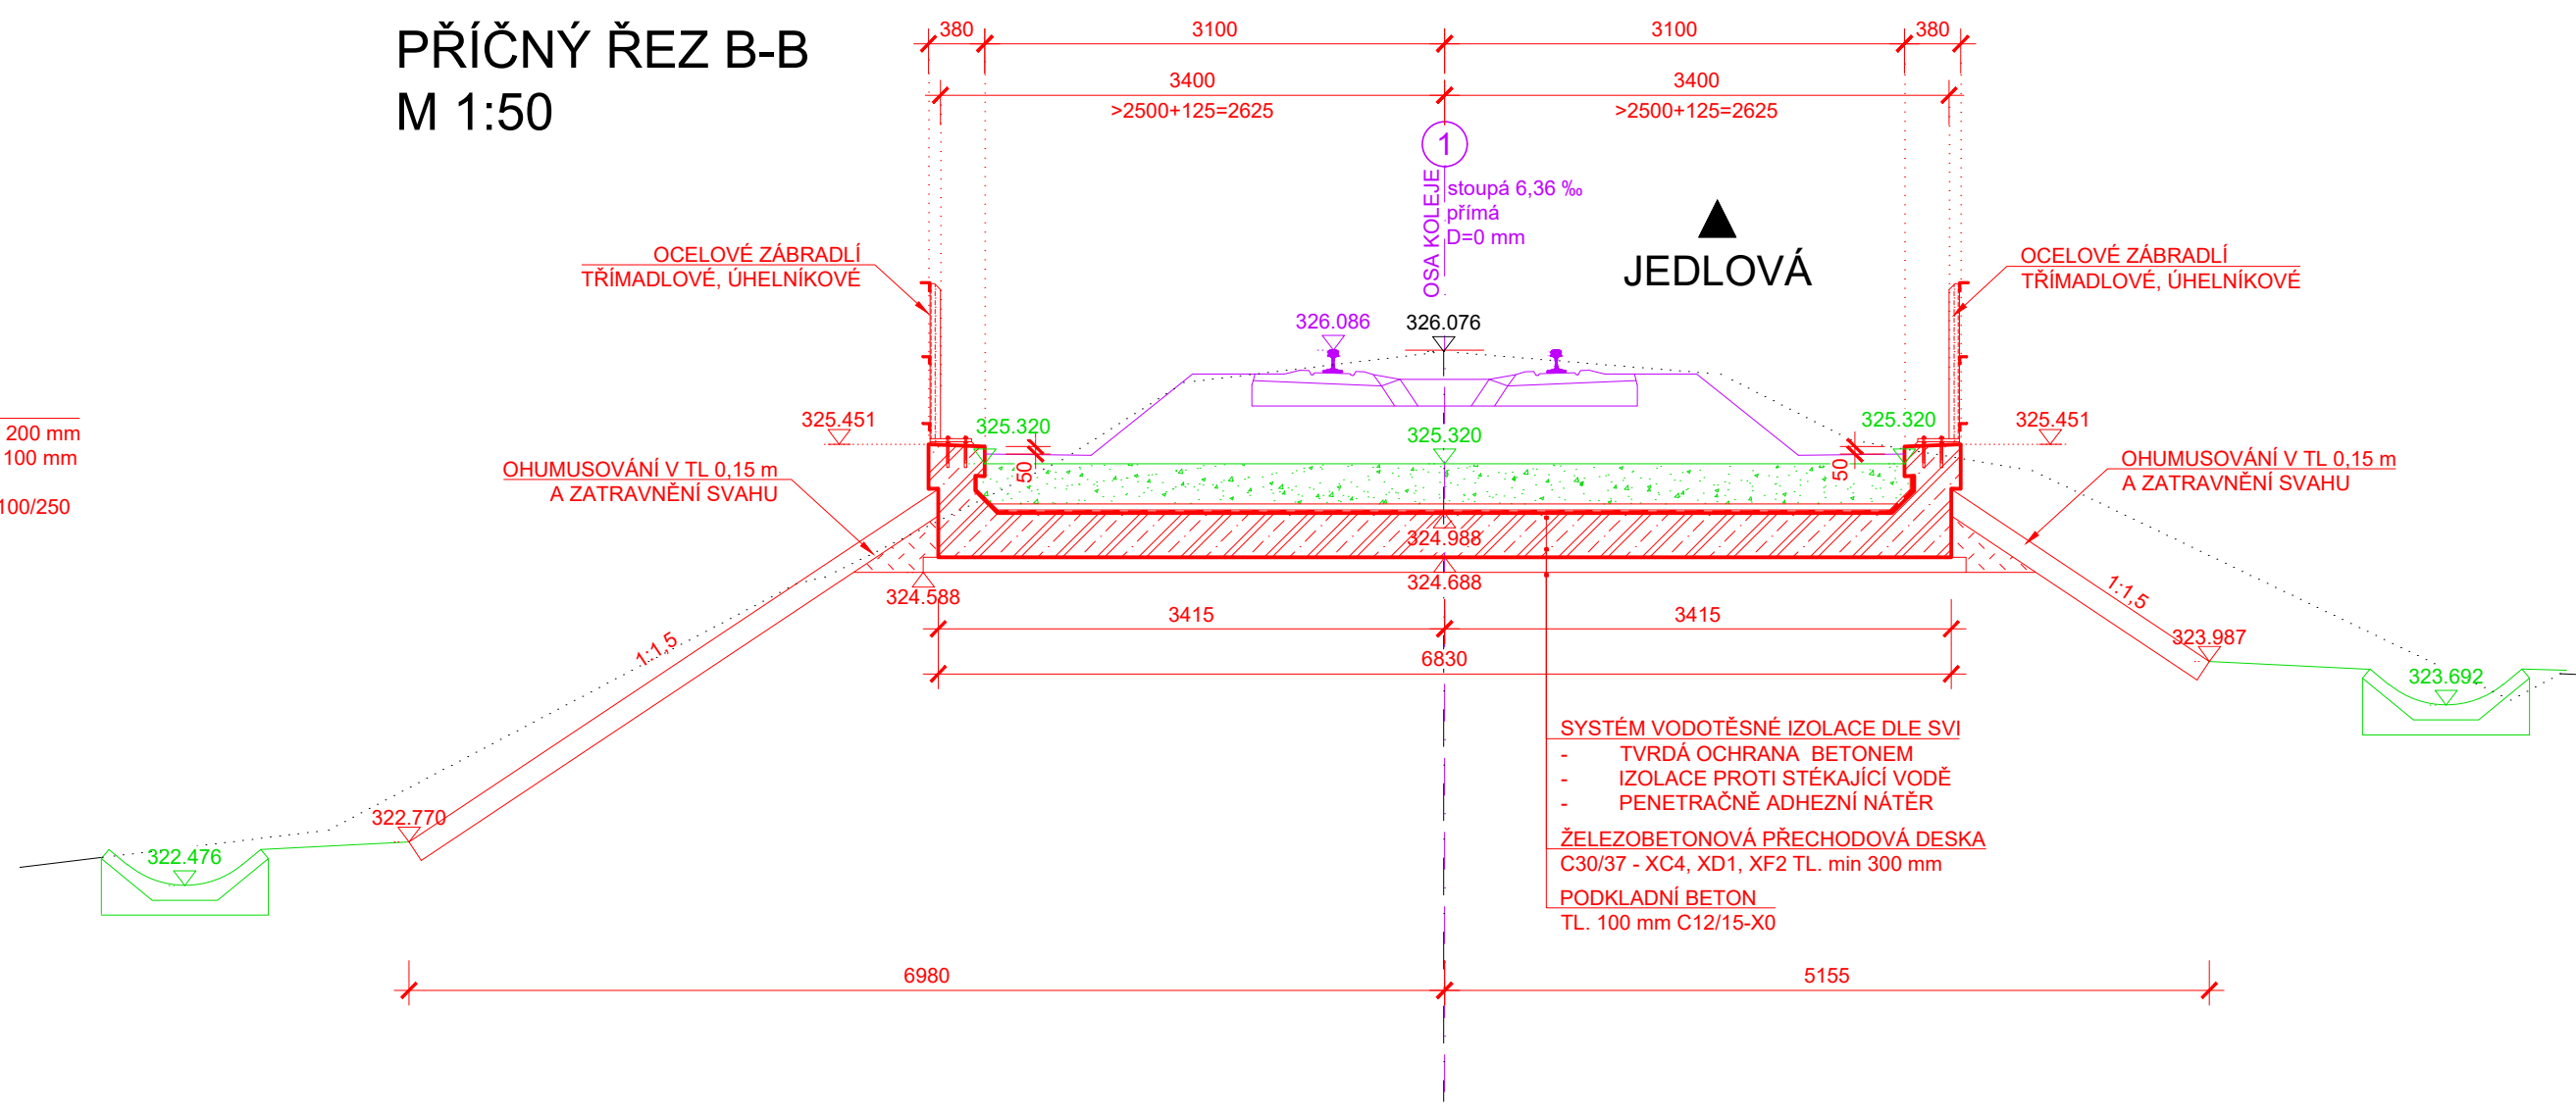 PŘÍČNÝ ŘEZ B-B
M 1:50
380
3100
3100
380
3400
3400
>2500+125=2625
>2500+125=2625
1
OSA KOLEJE
stoupá 6,36 ‰
přímá
D=0 mm
JEDLOVÁ
OCELOVÉ ZÁBRADLÍ
TŘÍMADLOVÉ, ÚHELNÍKOVÉ
OCELOVÉ ZÁBRADLÍ
TŘÍMADLOVÉ, ÚHELNÍKOVÉ
326.086
326.076
325.451
325.320
325.320
325.320
325.451
200 mm
100 mm
100/250
50
50
OHUMUSOVÁNÍ V TL 0,15 m
A ZATRAVNĚNÍ SVAHU
OHUMUSOVÁNÍ V TL 0,15 m
A ZATRAVNĚNÍ SVAHU
324.988
324.688
324.588
1:1,5
1:1,5
3415
3415
6830
323.987
323.692
322.770
322.476
SYSTÉM VODOTĚSNÉ IZOLACE DLE SVI
- TVRDÁ OCHRANA BETONEM
- IZOLACE PROTI STÉKAJÍCÍ VODĚ
- PENETRAČNĚ ADHEZNÍ NÁTĚR
ŽELEZOBETONOVÁ PŘECHODOVÁ DESKA
C30/37 - XC4, XD1, XF2 TL. min 300 mm
PODKLADNÍ BETON
TL. 100 mm C12/15-X0
6980
5155